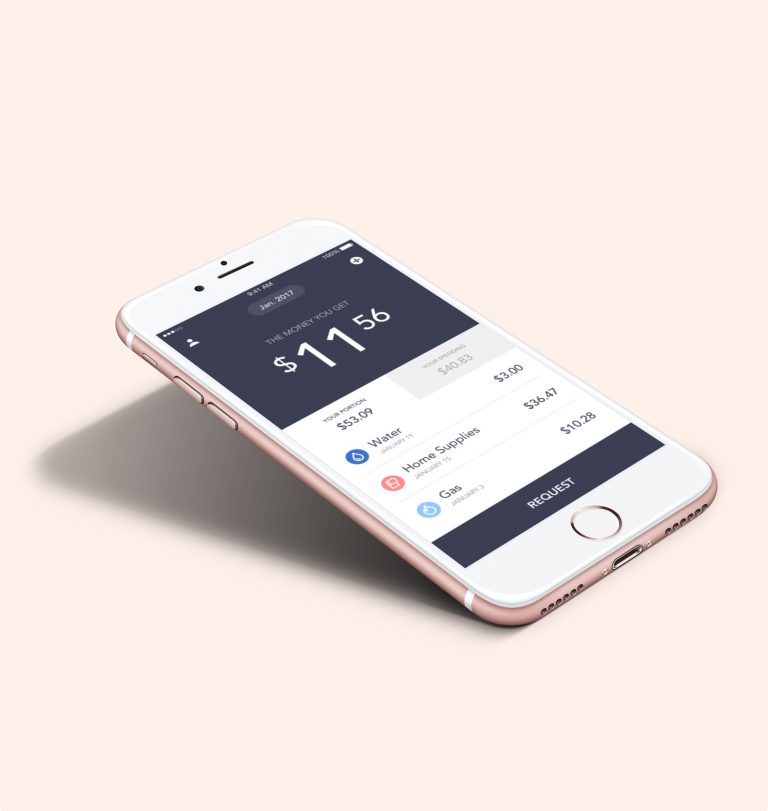 9:41 AM
100%
Jan. 2017
THE MONEY YOU GET
$11 56
YOUR PORTION
$53.09
YOUR SPENDING
$40.83
Water
JANUARY 19
$3.00
Home Supplies
JANUARY 15
$36.47
Gas
JANUARY 3
$10.28
REQUEST